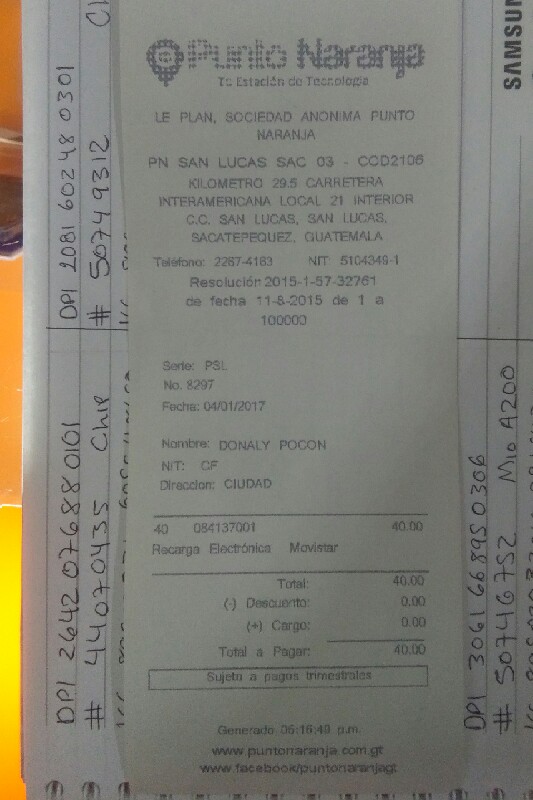 Punto Naranja
Tu Estación de Tecnología
LE PLAN, SOCIEDAD ANONIMA PUNTO
NARANJA
PN SAN LUCAS SAC 03 - COD2106
KILOMETRO 29.5 CARRETERA
INTERAMERICANA LOCAL 21 INTERIOR
C.C. SAN LUCAS, SAN LUCAS,
SACATEPEQUEZ, GUATEMALA
Teléfono: 2267-4163 NIT: 5104349-1
Resolución 2015-1-57-32761
de fecha 11-8-2015 de 1 a
100000
Serie: PSL
No. 8297
Fecha: 04/01/2017
Nombre: DONALY POCON
NIT: CF
Direccion: CIUDAD
40 084137001 40.00
Recarga Electrónica Movistar
Total: 40.00
(-) Descuento: 0.00
(+) Cargo: 0.00
Total a Pagar: 40.00
Sujeto a pagos trimestrales
Generado 05:16:49 p.m.
www.puntonaranja.com.gt
www.facebook/puntonaranjagt
DPI 2081 60248 0301
# 50749312
DPI 2642 07688 0101
# 44070435 Chip
DPI 3061 66895 0306
# 50746752 Mio A200
SAMSUN